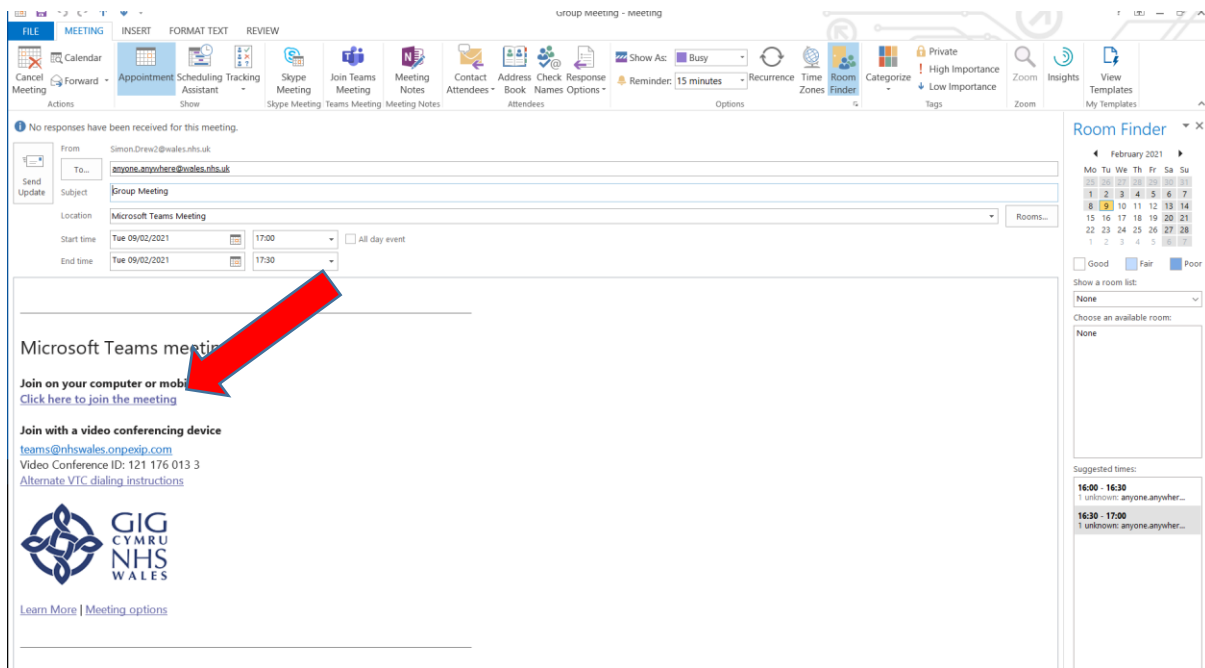 Group Meeting - Meeting
FILE MEETING INSERT FORMAT TEXT REVIEW
Cancel Meeting
Calendar
Forward
Actions
Appointment
Scheduling Assistant
Tracking
Show
Skype Meeting
Skype Meeting
Join Teams Meeting
Teams Meeting
Meeting Notes
Meeting Notes
Contact Attendees
Address Book
Check Names
Response Options
Attendees
Show As: Busy
Reminder: 15 minutes
Recurrence
Time Zones
Room Finder
Options
Categorize
Private
High Importance
Low Importance
Tags
Zoom
Zoom
Insights
View Templates
My Templates
No responses have been received for this meeting.
Send Update
From Simon.Drew2@wales.nhs.uk
To... anyone.anywhere@wales.nhs.uk
Subject Group Meeting
Location Microsoft Teams Meeting Rooms...
Start time Tue 09/02/2021 17:00 All day event
End time Tue 09/02/2021 17:30
Microsoft Teams meetin
Join on your computer or mobi
Click here to join the meeting
Join with a video conferencing device
teams@nhswales.onpexip.com
Video Conference ID: 121 176 013 3
Alternate VTC dialing instructions
GIG
CYMRU
NHS
WALES
Learn More | Meeting options
Room Finder
February 2021
Mo Tu We Th Fr Sa Su
25 26 27 28 29 30 31
1 2 3 4 5 6 7
8 9 10 11 12 13 14
15 16 17 18 19 20 21
22 23 24 25 26 27 28
1 2 3 4 5 6 7
Good Fair Poor
Show a room list:
None
Choose an available room:
None
Suggested times:
16:00 - 16:30
1 unknown: anyone.anywher...
16:30 - 17:00
1 unknown: anyone.anywher...